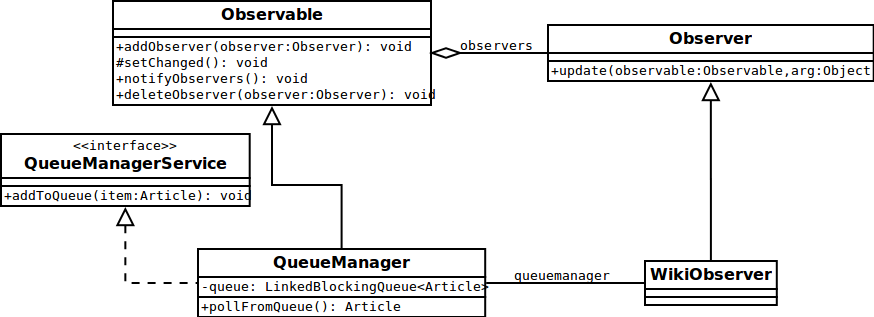 Observable
+addObserver(observer:Observer): void
#setChanged(): void
+notifyObservers(): void
+deleteObserver(observer:Observer): void
observers
Observer
+update(observable:Observable,arg:Object
<<interface>>
QueueManagerService
+addToQueue(item:Article): void
QueueManager
-queue: LinkedBlockingQueue<Article>
+pollFromQueue(): Article
queuemanager
WikiObserver